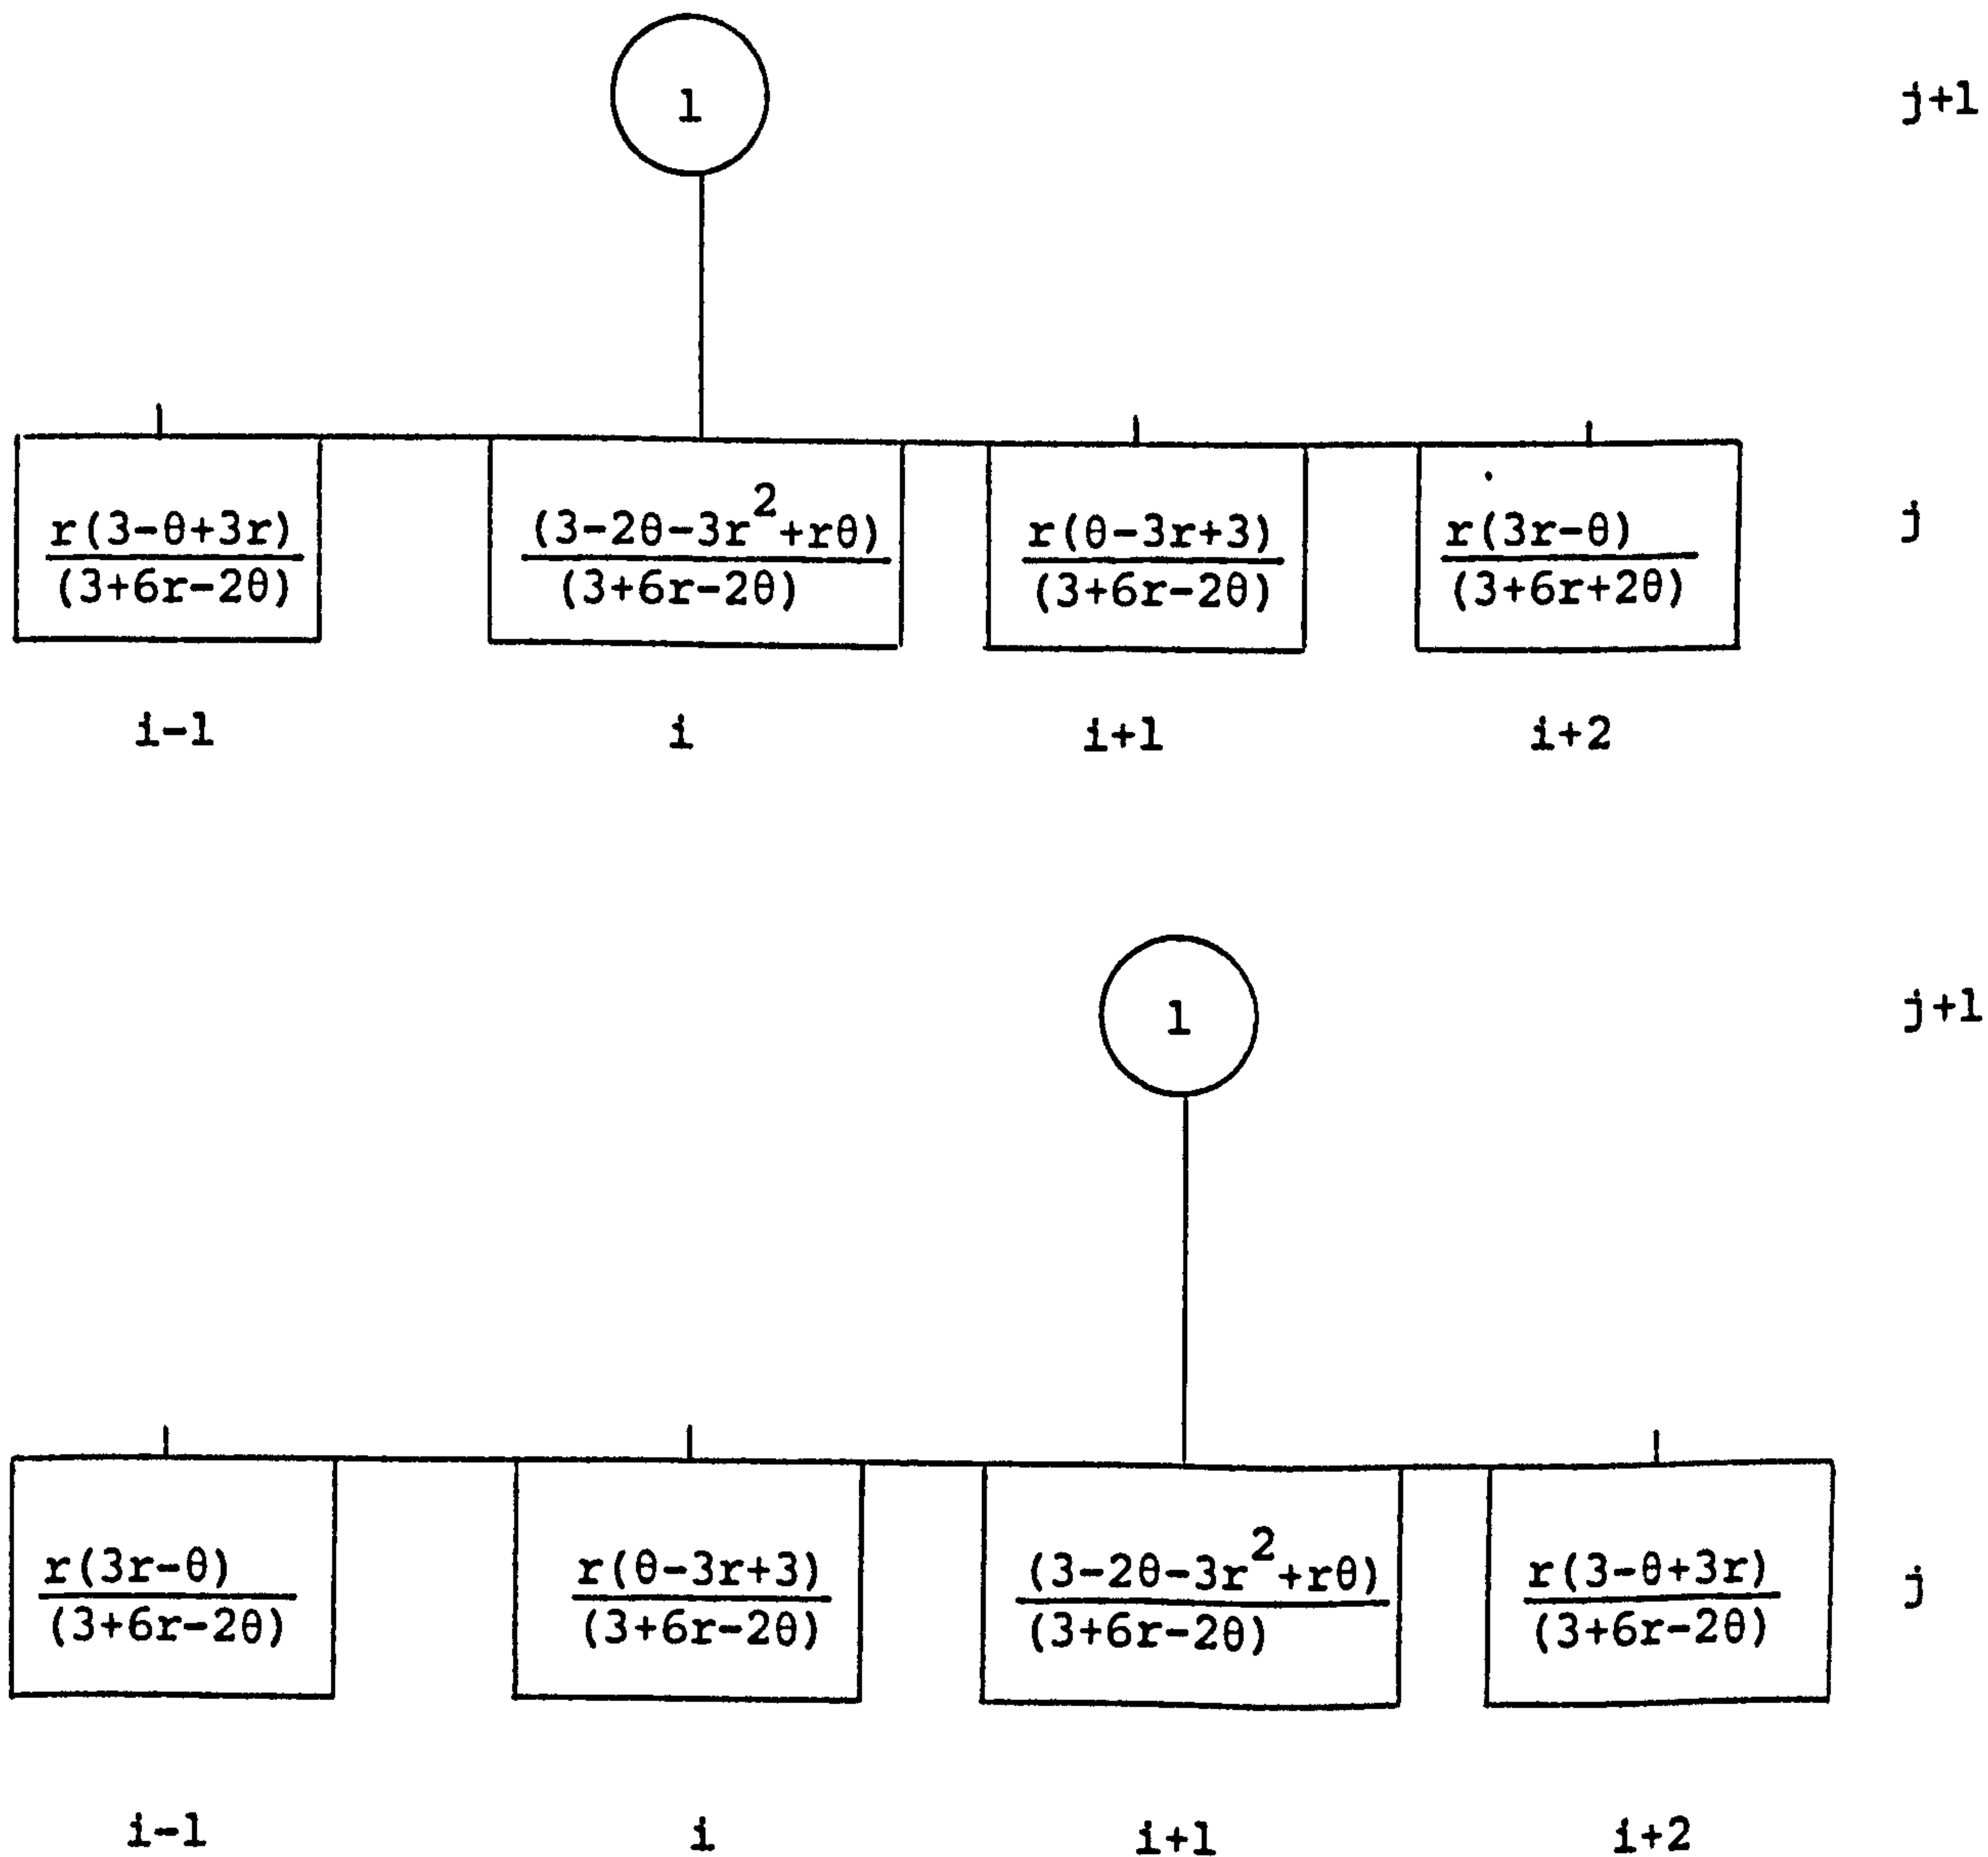 1 j+1
r(3-θ+3r) (3-2θ-3r²+rθ) r(θ-3r+3) r(3r-θ) j
(3+6r-2θ) (3+6r-2θ) (3+6r-2θ) (3+6r+2θ)
i-1 i i+1 i+2
1 j+1
r(3r-θ) r(θ-3r+3) (3-2θ-3r²+rθ) r(3-θ+3r) j
(3+6r-2θ) (3+6r-2θ) (3+6r-2θ) (3+6r-2θ)
i-1 i i+1 i+2